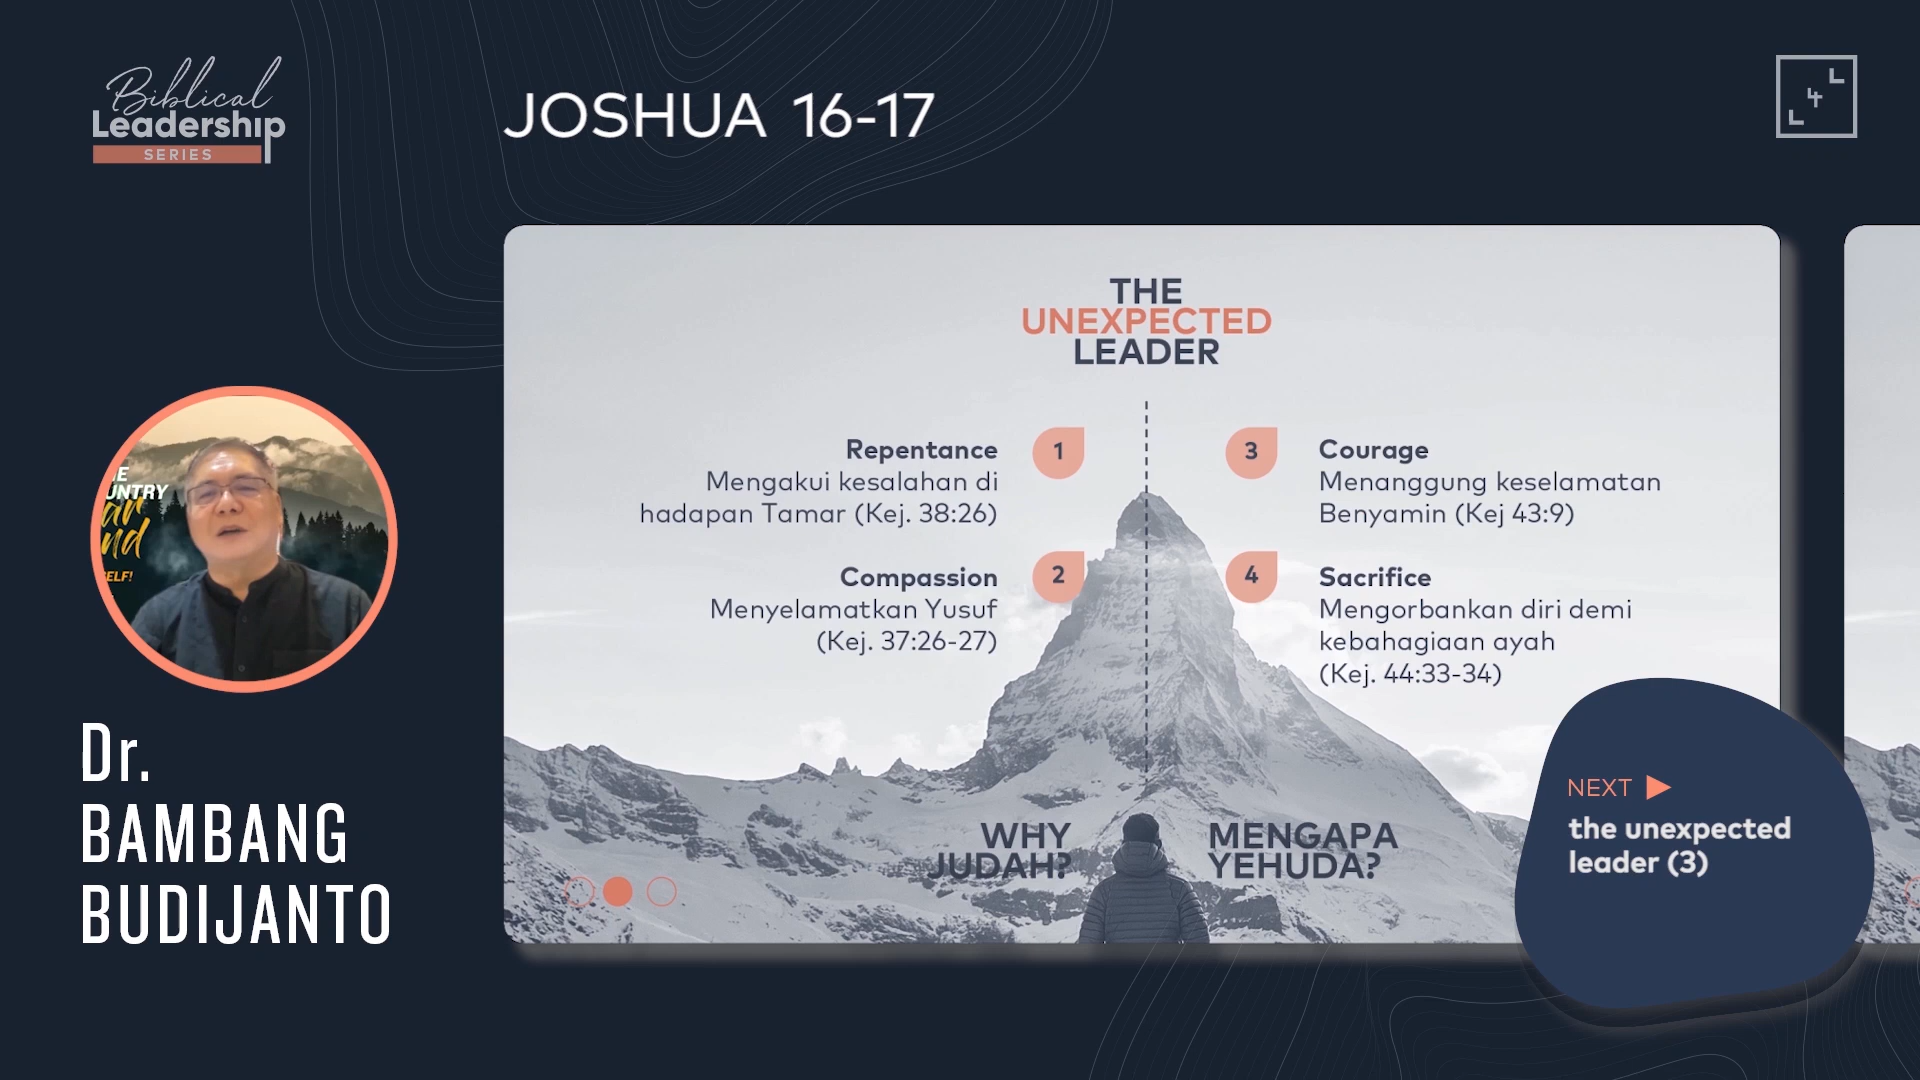 Biblical
Leadership
SERIES
JOSHUA 16-17
THE
UNEXPECTED
LEADER
Repentance
1
Mengakui kesalahan di
hadapan Tamar (Kej. 38:26)
Compassion
2
Menyelamatkan Yusuf
(Kej. 37:26-27)
3
Courage
Menanggung keselamatan
Benyamin (Kej 43:9)
4
Sacrifice
Mengorbankan diri demi
kebahagiaan ayah
(Kej. 44:33-34)
WHY
JUDAH?
MENGAPA
YEHUDA?
NEXT
the unexpected
leader (3)
UNTRY
ELF!
Dr.
BAMBANG
BUDIJANTO